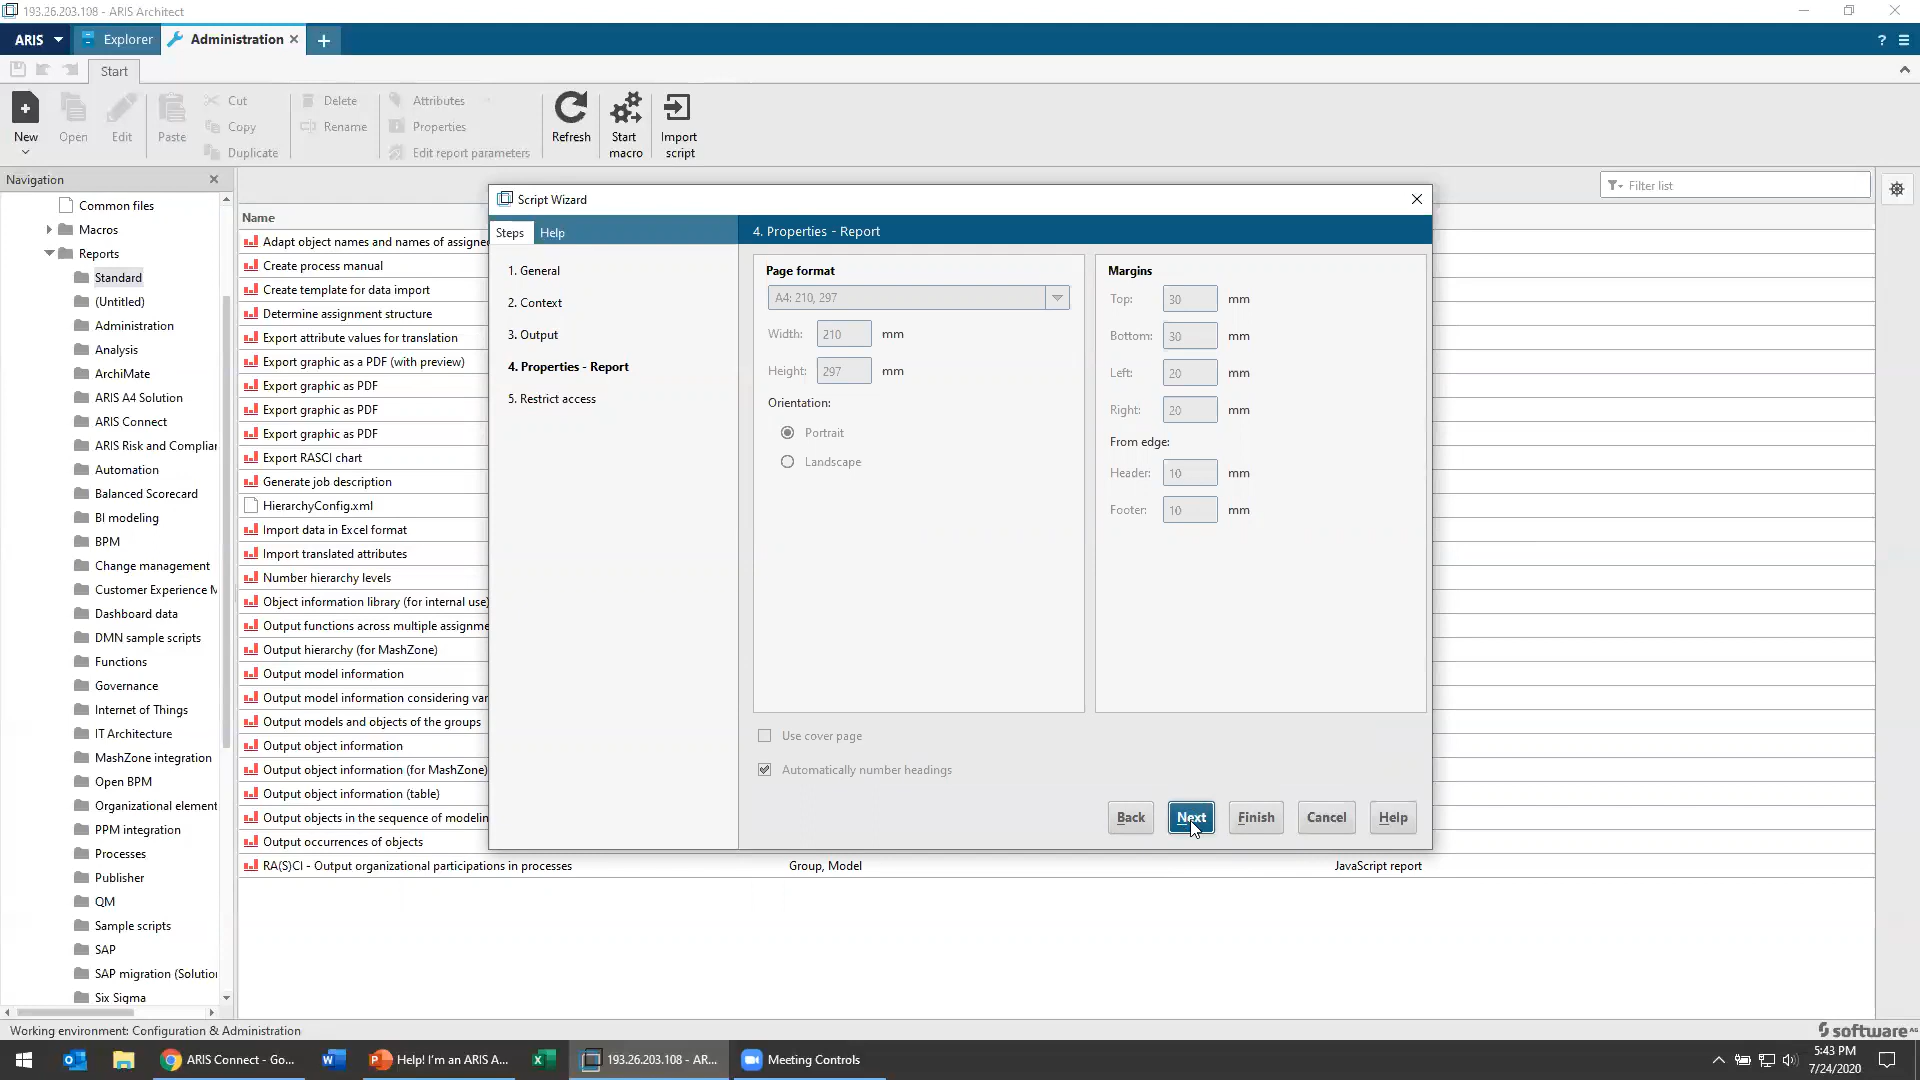 193.26.203.108 - ARIS Architect
ARIS
Explorer
Administration
?
Start
New
Open
Edit
Paste
Cut
Copy
Duplicate
Delete
Rename
Attributes
Properties
Edit report parameters
Refresh
Start macro
Import script
Navigation
Filter list
Common files
Macros
Reports
Standard
(Untitled)
Administration
Analysis
ArchiMate
ARIS A4 Solution
ARIS Connect
ARIS Risk and Complian
Automation
Balanced Scorecard
BI modeling
BPM
Change management
Customer Experience M
Dashboard data
DMN sample scripts
Functions
Governance
Internet of Things
IT Architecture
MashZone integration
Open BPM
Organizational element
PPM integration
Processes
Publisher
QM
Sample scripts
SAP
SAP migration (Solution
Six Sigma
Name
Adapt object names and names of assigne
Create process manual
Create template for data import
Determine assignment structure
Export attribute values for translation
Export graphic as a PDF (with preview)
Export graphic as PDF
Export graphic as PDF
Export graphic as PDF
Export RASCI chart
Generate job description
HierarchyConfig.xml
Import data in Excel format
Import translated attributes
Number hierarchy levels
Object information library (for internal use)
Output functions across multiple assignme
Output hierarchy (for MashZone)
Output model information
Output model information considering var
Output models and objects of the groups
Output object information
Output object information (for MashZone)
Output object information (table)
Output objects in the sequence of modelin
Output occurrences of objects
RA(S)CI - Output organizational participations in processes
Group, Model
JavaScript report
Script Wizard
Steps
Help
1. General
2. Context
3. Output
4. Properties - Report
5. Restrict access
4. Properties - Report
Page format
A4: 210, 297
Width: 210 mm
Height: 297 mm
Orientation:
Portrait
Landscape
Margins
Top: 30 mm
Bottom: 30 mm
Left: 20 mm
Right: 20 mm
From edge:
Header: 10 mm
Footer: 10 mm
Use cover page
Automatically number headings
Back
Next
Finish
Cancel
Help
Working environment: Configuration & Administration
software AG
ARIS Connect - Go...
Help! I'm an ARIS A...
193.26.203.108 - AR...
Meeting Controls
5:43 PM
7/24/2020